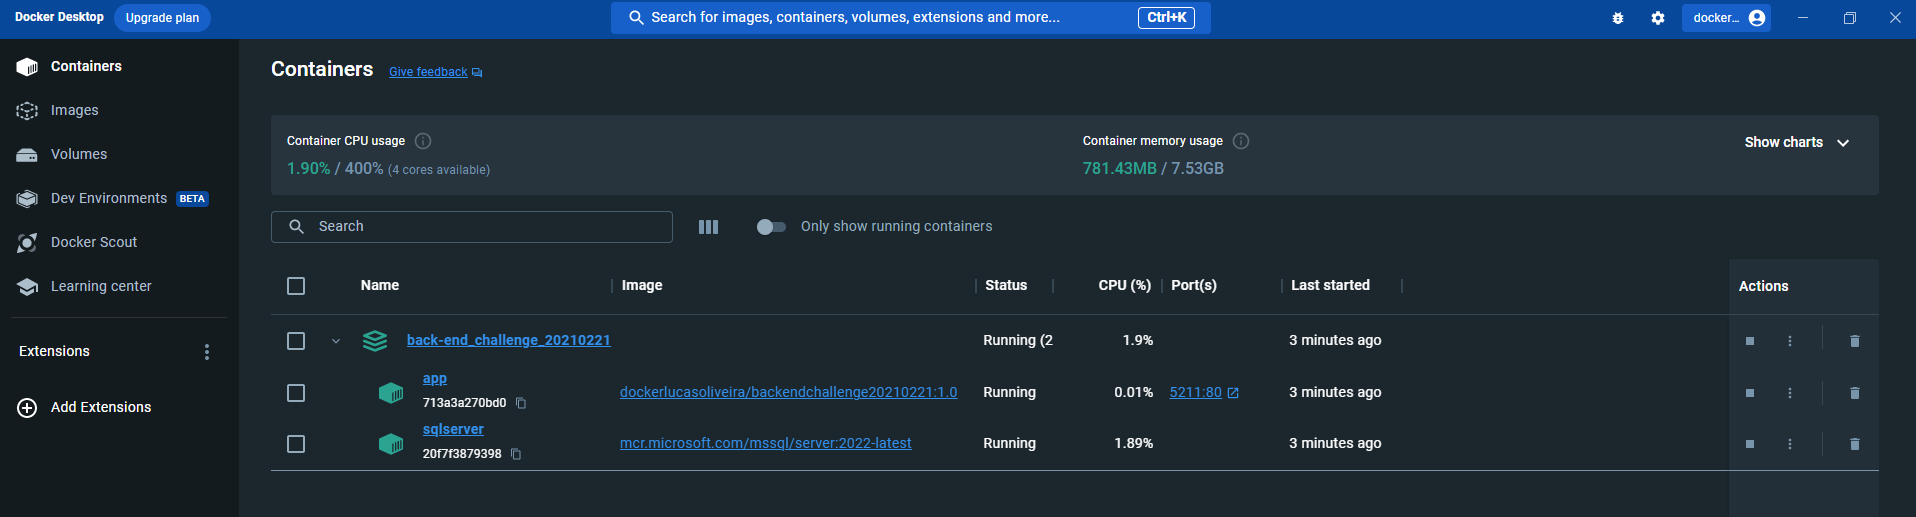 Docker Desktop Upgrade plan Search for images, containers, volumes, extensions and more... Ctrl+K docker...
Containers
Images
Volumes
Dev Environments BETA
Docker Scout
Learning center
Extensions
Add Extensions
Containers Give feedback
Container CPU usage
1.90% / 400% (4 cores available)
Container memory usage
781.43MB / 7.53GB
Show charts
Search
Only show running containers
Name Image Status CPU (%) Port(s) Last started Actions
back-end_challenge_20210221 Running (2 1.9% 3 minutes ago
app
713a3a270bd0
dockerlucasoliveira/backendchallenge20210221:1.0 Running 0.01% 5211:80 3 minutes ago
sqlserver
20f7f3879398
mcr.microsoft.com/mssql/server:2022-latest Running 1.89% 3 minutes ago